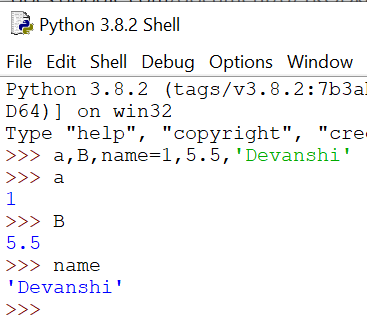 Python 3.8.2 Shell
File Edit Shell Debug Options Window
Python 3.8.2 (tags/v3.8.2:7b3a
D64)] on win32
Type "help", "copyright", "cre
>>> a,B,name=1,5.5,'Devanshi'
>>> a
1
>>> B
5.5
>>> name
'Devanshi'
>>>